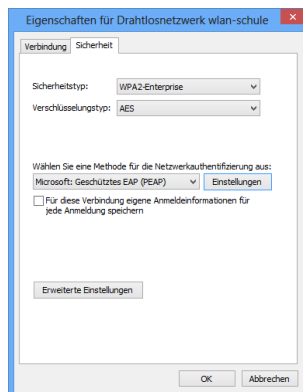 Eigenschaften für Drahtlosnetzwerk wlan-schule
Verbindung Sicherheit
Sicherheitstyp: WPA2-Enterprise
Verschlüsselungstyp: AES
Wählen Sie eine Methode für die Netzwerkauthentifizierung aus:
Microsoft: Geschütztes EAP (PEAP) Einstellungen
Für diese Verbindung eigene Anmeldeinformationen für
jede Anmeldung speichern
Erweiterte Einstellungen
OK Abbrechen